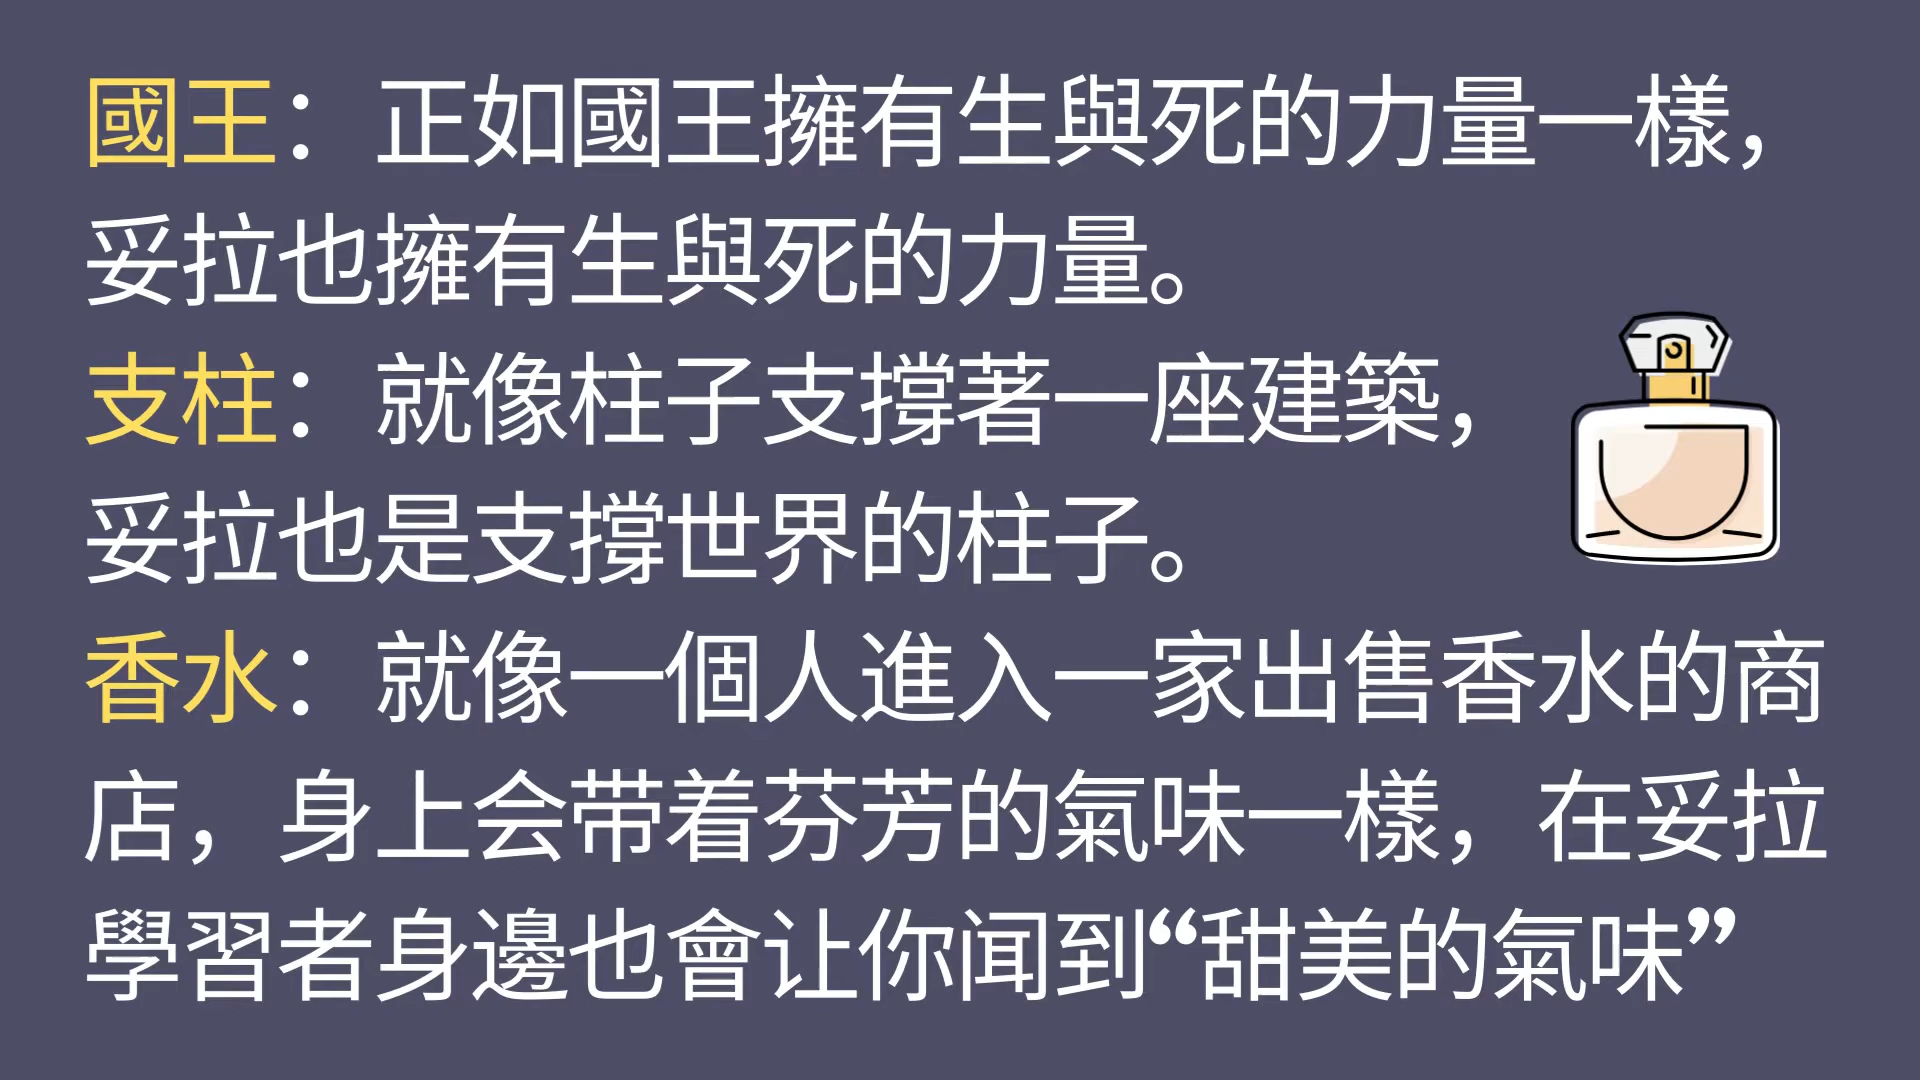 國王：正如國王擁有生與死的力量一樣，
妥拉也擁有生與死的力量。
支柱：就像柱子支撐著一座建築，
妥拉也是支撐世界的柱子。
香水：就像一個人進入一家出售香水的商
店，身上会带着芬芳的氣味一樣，在妥拉
學習者身邊也會让你闻到“甜美的氣味”